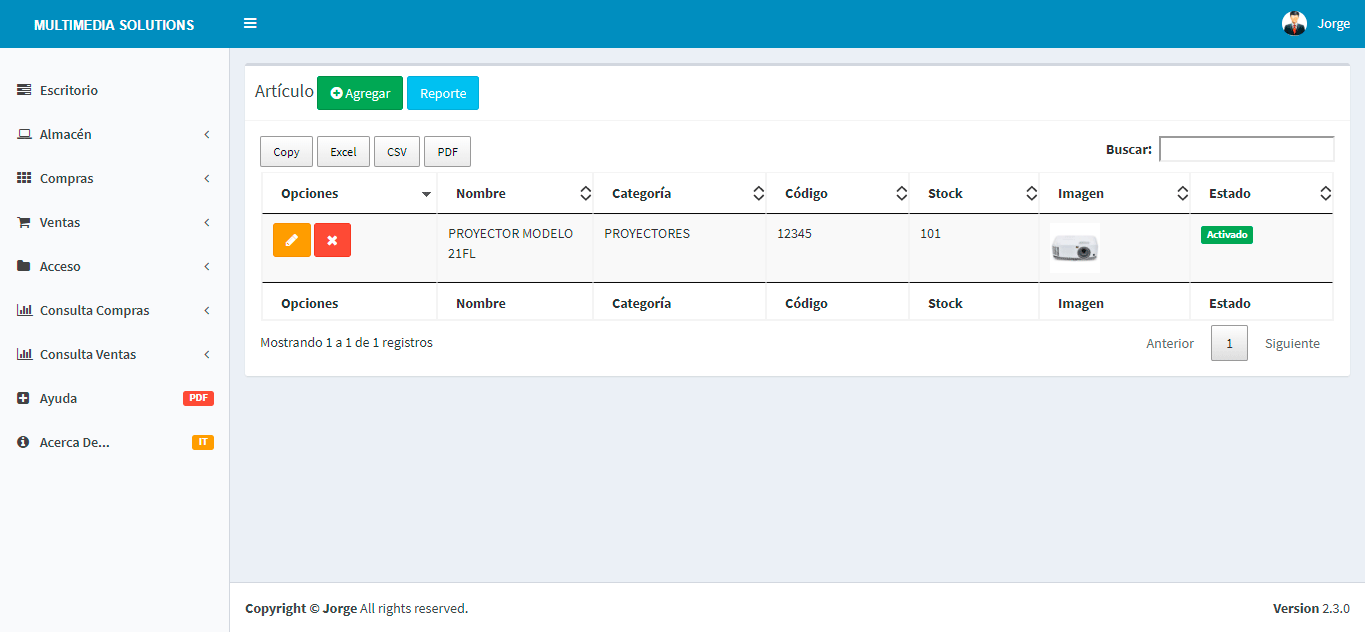 MULTIMEDIA SOLUTIONS
Jorge
Escritorio
Almacén
Compras
Ventas
Acceso
Consulta Compras
Consulta Ventas
Ayuda PDF
Acerca De... IT
Artículo Agregar Reporte
Copy Excel CSV PDF
Buscar:
Opciones Nombre Categoría Código Stock Imagen Estado
PROYECTOR MODELO PROYECTORES 12345 101 Activado
21FL
Opciones Nombre Categoría Código Stock Imagen Estado
Mostrando 1 a 1 de 1 registros
Anterior 1 Siguiente
Copyright © Jorge All rights reserved.
Version 2.3.0